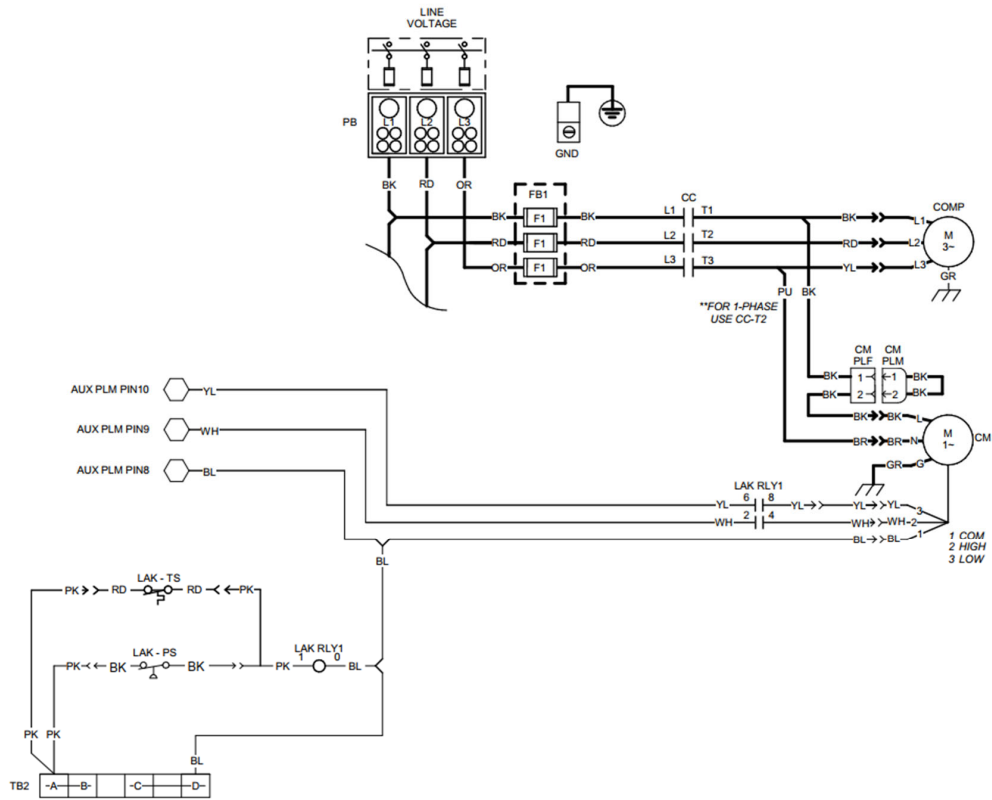 LINE
VOLTAGE
PB
L1 L2 L3
GND
BK RD OR
FB1
CC
COMP
BK F1 BK L1 T1 BK L1
RD F1 RD L2 T2 RD L2
OR F1 OR L3 T3 YL L3
M
3~
GR
PU BK
**FOR 1-PHASE
USE CC-T2
CM CM
PLF PLM
BK 1 1 BK
BK 2 2 BK
BK BK L
BR BR N
GR G
M
1~
CM
AUX PLM PIN10 YL
AUX PLM PIN9 WH
AUX PLM PIN8 BL
LAK RLY1
YL 6 8 YL YL YL 3
WH 2 4 WH WH 2
BL BL 1
1 COM
2 HIGH
3 LOW
BL
LAK - TS
PK RD RD PK
LAK - PS
PK BK BK PK
LAK RLY1
1 0
BL
PK PK
BL
TB2 -A- -B- -C- -D-